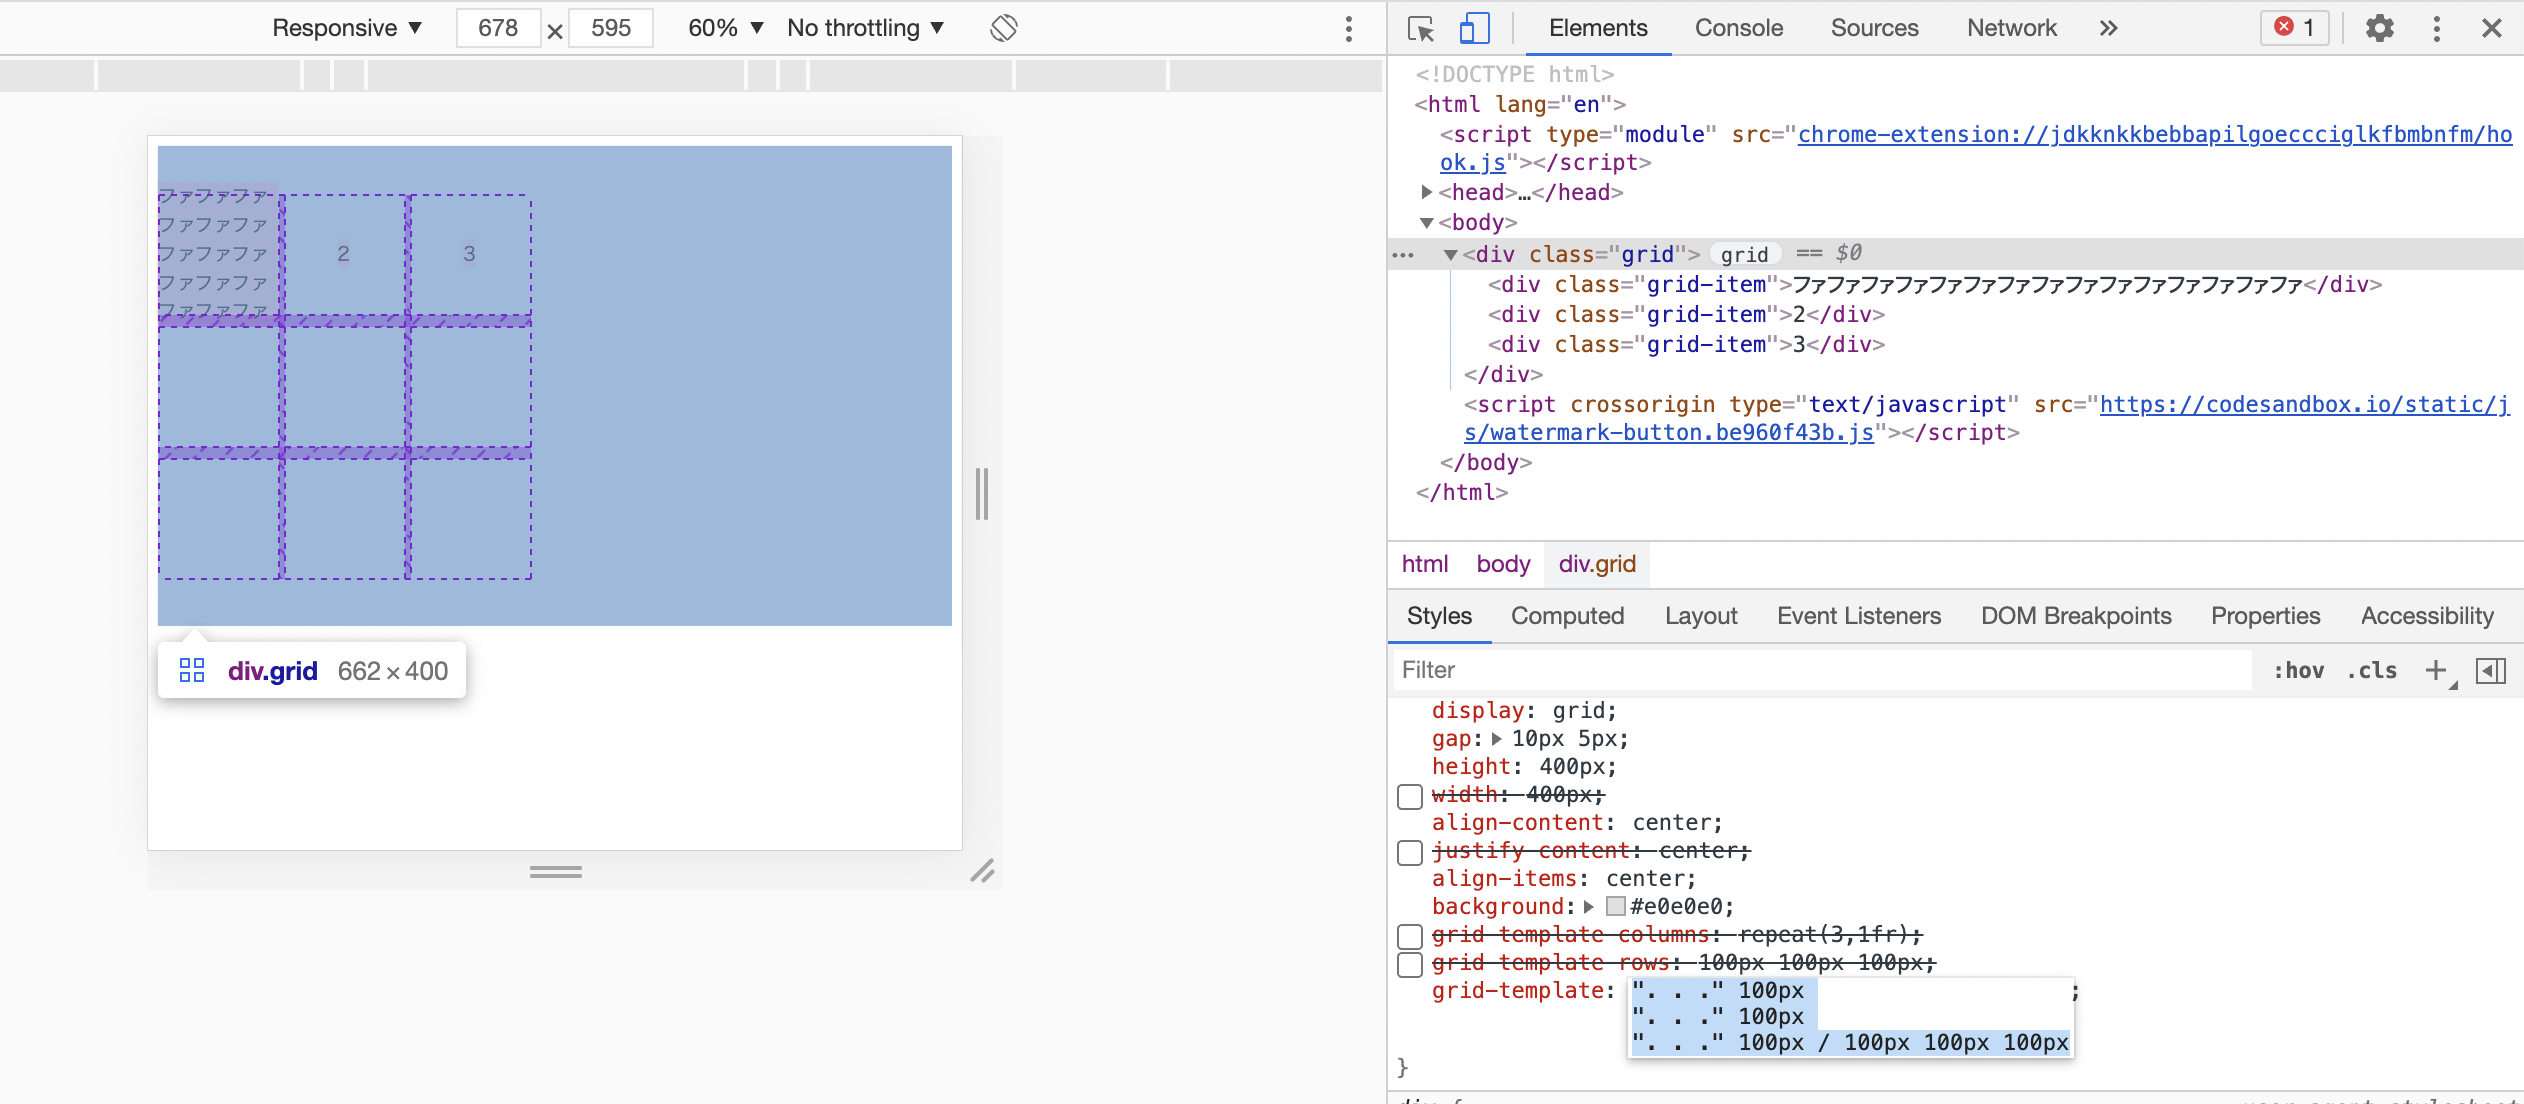 Responsive ▼ 678 × 595 60% ▼ No throttling ▼
Elements Console Sources Network » 1
ファファファ
ファファファ
ファファファ
ファファファ
ファファファ
2
3
div.grid 662 × 400
<!DOCTYPE html>
<html lang="en">
<script type="module" src="chrome-extension://jdkknkkbebbapilgoeccciglkfbmbnfm/ho
ok.js"></script>
▶<head>…</head>
▼<body>
… ▼<div class="grid"> grid == $0
<div class="grid-item">ファファファファファファファファファファファファファファファ</div>
<div class="grid-item">2</div>
<div class="grid-item">3</div>
</div>
<script crossorigin type="text/javascript" src="https://codesandbox.io/static/j
s/watermark-button.be960f43b.js"></script>
</body>
</html>
html body div.grid
Styles Computed Layout Event Listeners DOM Breakpoints Properties Accessibility
Filter :hov .cls +
display: grid;
gap: ▶ 10px 5px;
height: 400px;
width: 400px;
align-content: center;
justify-content: center;
align-items: center;
background: ▶ #e0e0e0;
grid-template-columns: repeat(3,1fr);
grid-template-rows: 100px 100px 100px;
grid-template: ". . ." 100px ;
". . ." 100px
". . ." 100px / 100px 100px 100px
}
div { user agent stylesheet